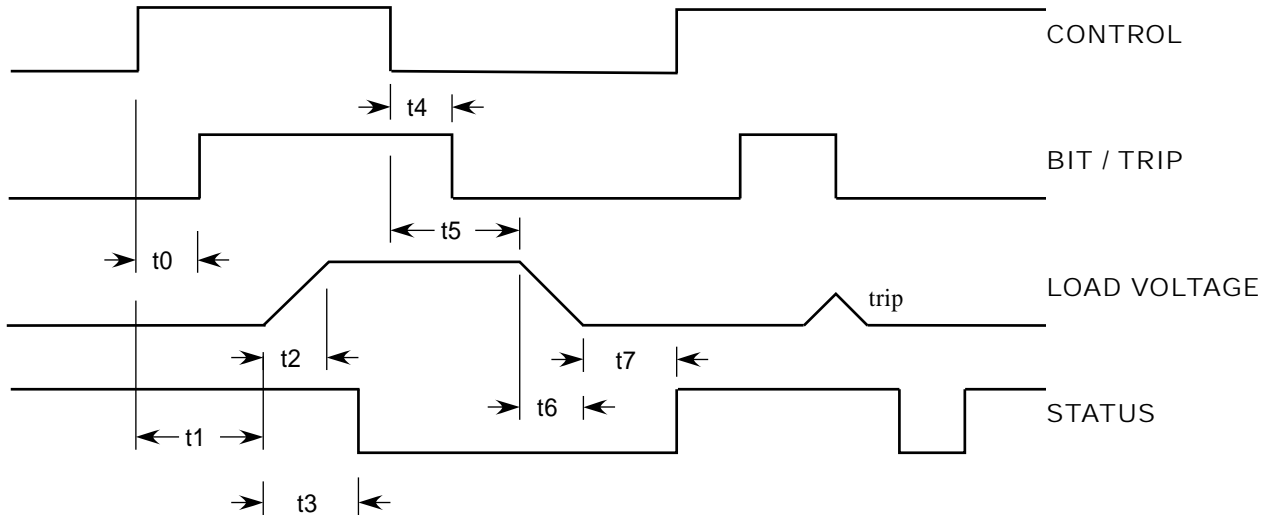 CONTROL
t4
BIT / TRIP
t5
t0
trip
LOAD VOLTAGE
t2
t7
t6
STATUS
t1
t3